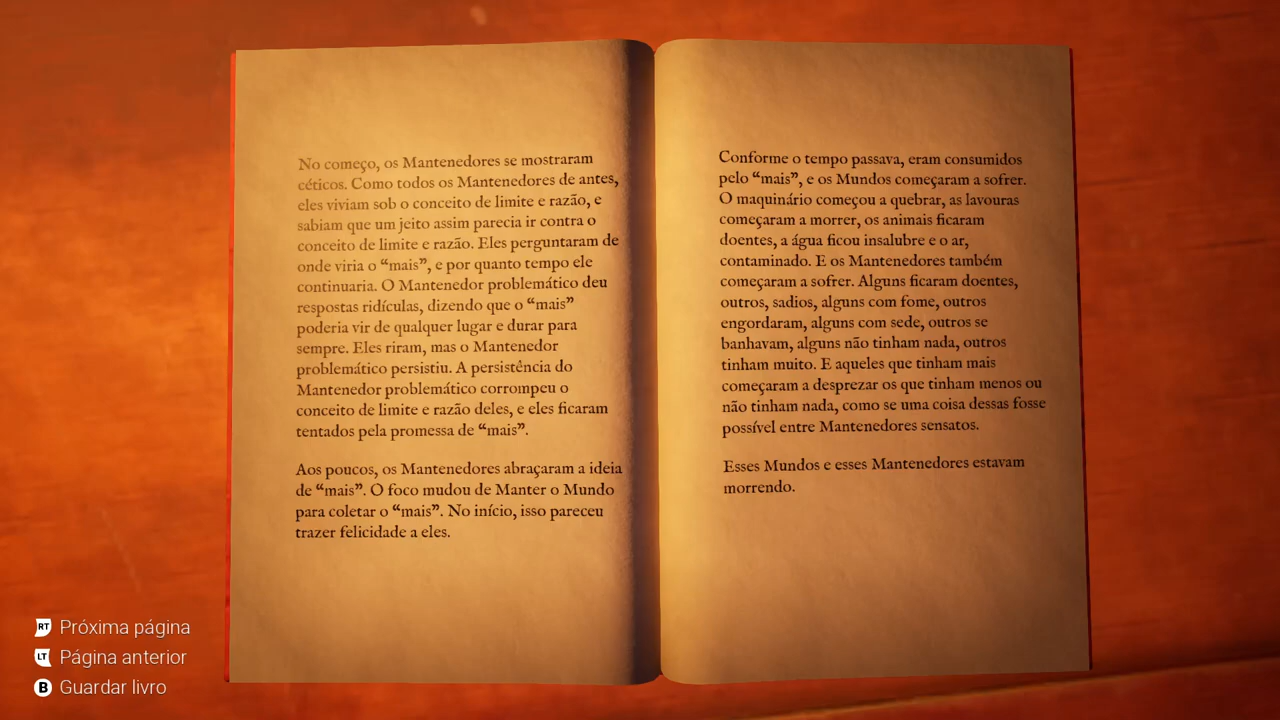 No começo, os Mantenedores se mostraram
céticos. Como todos os Mantenedores de antes,
eles viviam sob o conceito de limite e razão, e
sabiam que um jeito assim parecia ir contra o
conceito de limite e razão. Eles perguntaram de
onde viria o “mais”, e por quanto tempo ele
continuaria. O Mantenedor problemático deu
respostas ridículas, dizendo que o “mais”
poderia vir de qualquer lugar e durar para
sempre. Eles riram, mas o Mantenedor
problemático persistiu. A persistência do
Mantenedor problemático corrompeu o
conceito de limite e razão deles, e eles ficaram
tentados pela promessa de “mais”.
Aos poucos, os Mantenedores abraçaram a ideia
de “mais”. O foco mudou de Manter o Mundo
para coletar o “mais”. No início, isso pareceu
trazer felicidade a eles.
Conforme o tempo passava, eram consumidos
pelo “mais”, e os Mundos começaram a sofrer.
O maquinário começou a quebrar, as lavouras
começaram a morrer, os animais ficaram
doentes, a água ficou insalubre e o ar,
contaminado. E os Mantenedores também
começaram a sofrer. Alguns ficaram doentes,
outros, sadios, alguns com fome, outros
engordaram, alguns com sede, outros se
banhavam, alguns não tinham nada, outros
tinham muito. E aqueles que tinham mais
começaram a desprezar os que tinham menos ou
não tinham nada, como se uma coisa dessas fosse
possível entre Mantenedores sensatos.
Esses Mundos e esses Mantenedores estavam
morrendo.
RT Próxima página
LT Página anterior
B Guardar livro